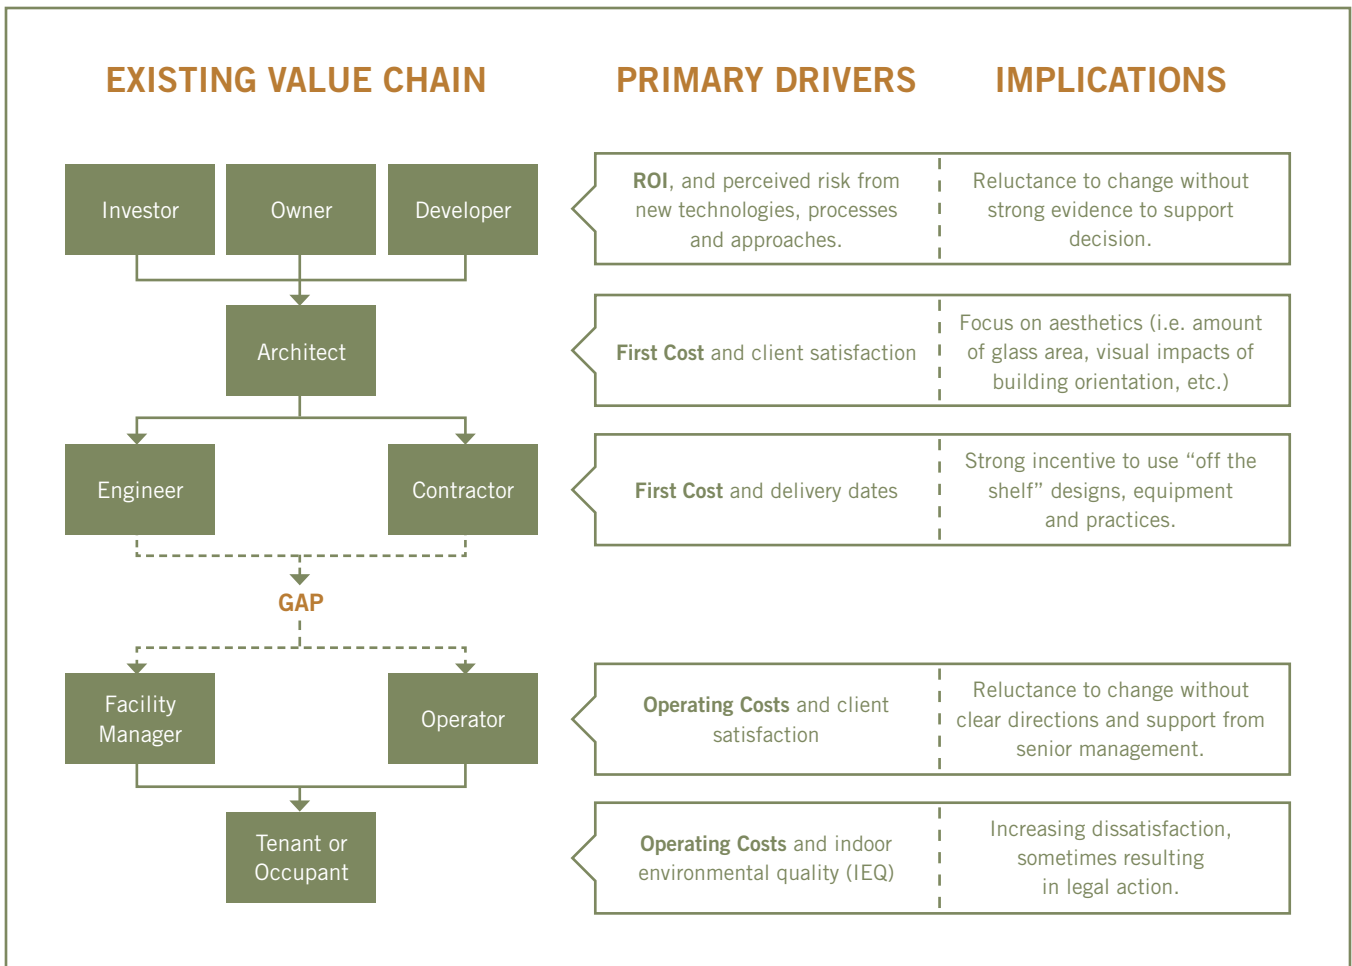 EXISTING VALUE CHAIN
PRIMARY DRIVERS
IMPLICATIONS
Investor
Owner
Developer
ROI, and perceived risk from
new technologies, processes
and approaches.
Reluctance to change without
strong evidence to support
decision.
Architect
First Cost and client satisfaction
Focus on aesthetics (i.e. amount
of glass area, visual impacts of
building orientation, etc.)
Engineer
Contractor
First Cost and delivery dates
Strong incentive to use “off the
shelf” designs, equipment
and practices.
GAP
Facility
Manager
Operator
Operating Costs and client
satisfaction
Reluctance to change without
clear directions and support from
senior management.
Tenant or
Occupant
Operating Costs and indoor
environmental quality (IEQ)
Increasing dissatisfaction,
sometimes resulting
in legal action.